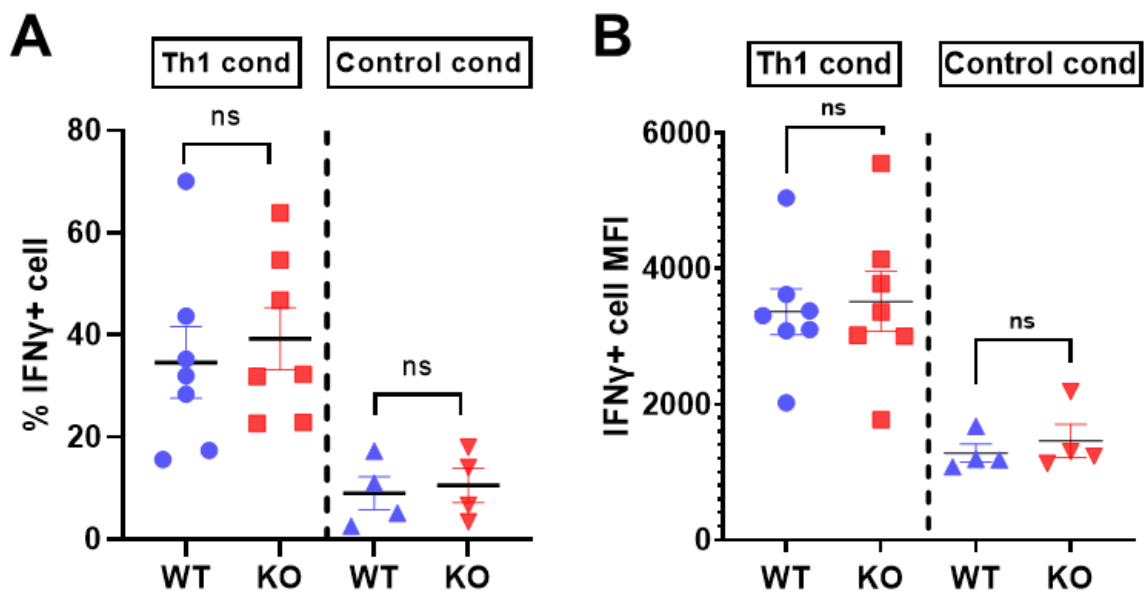 A
Th1 cond
Control cond
ns
ns
% IFNγ+ cell
80
60
40
20
0
WT
KO
WT
KO
B
Th1 cond
Control cond
ns
ns
IFNγ+ cell MFI
6000
4000
2000
0
WT
KO
WT
KO